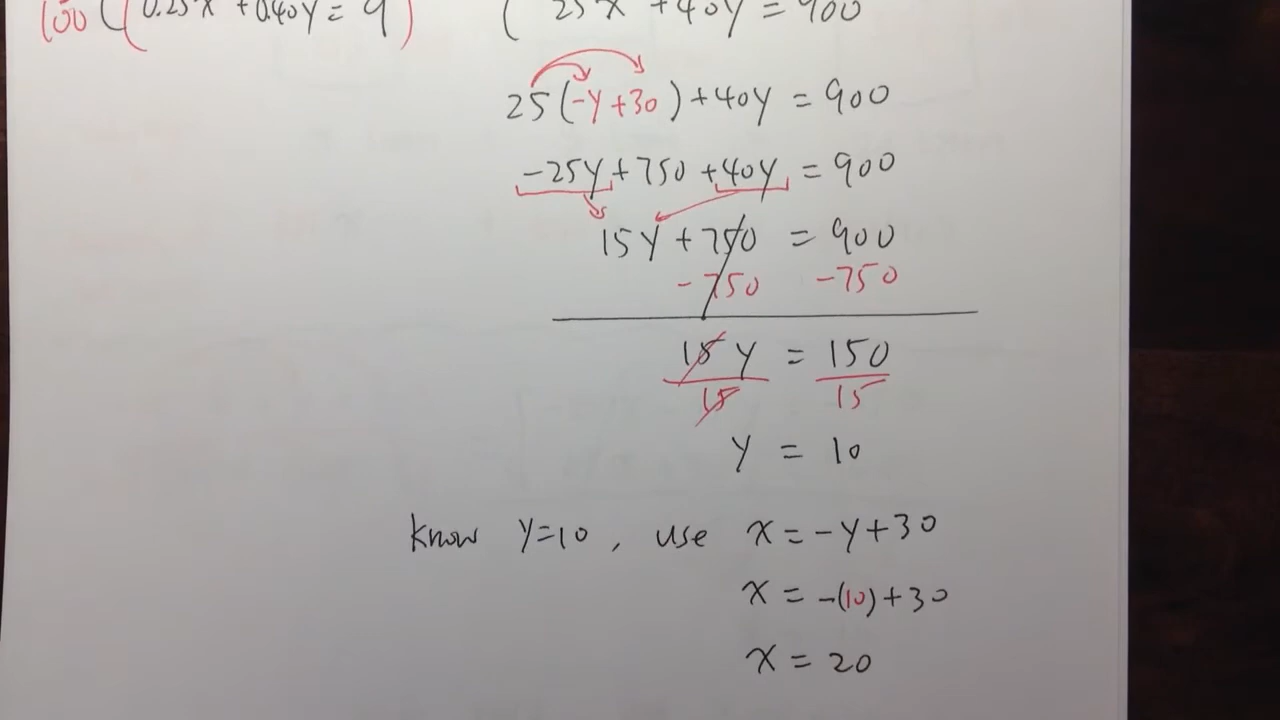 100 ( ( 0.25x + 0.40y = 9 ) ( 25x + 40y = 900
25(-y+30)+40y = 900
-25y+750+40y = 900
15y+750 = 900
-750 -750
15y = 150
15 15
y = 10
know y=10, use x=-y+30
x = -(10)+30
x = 20